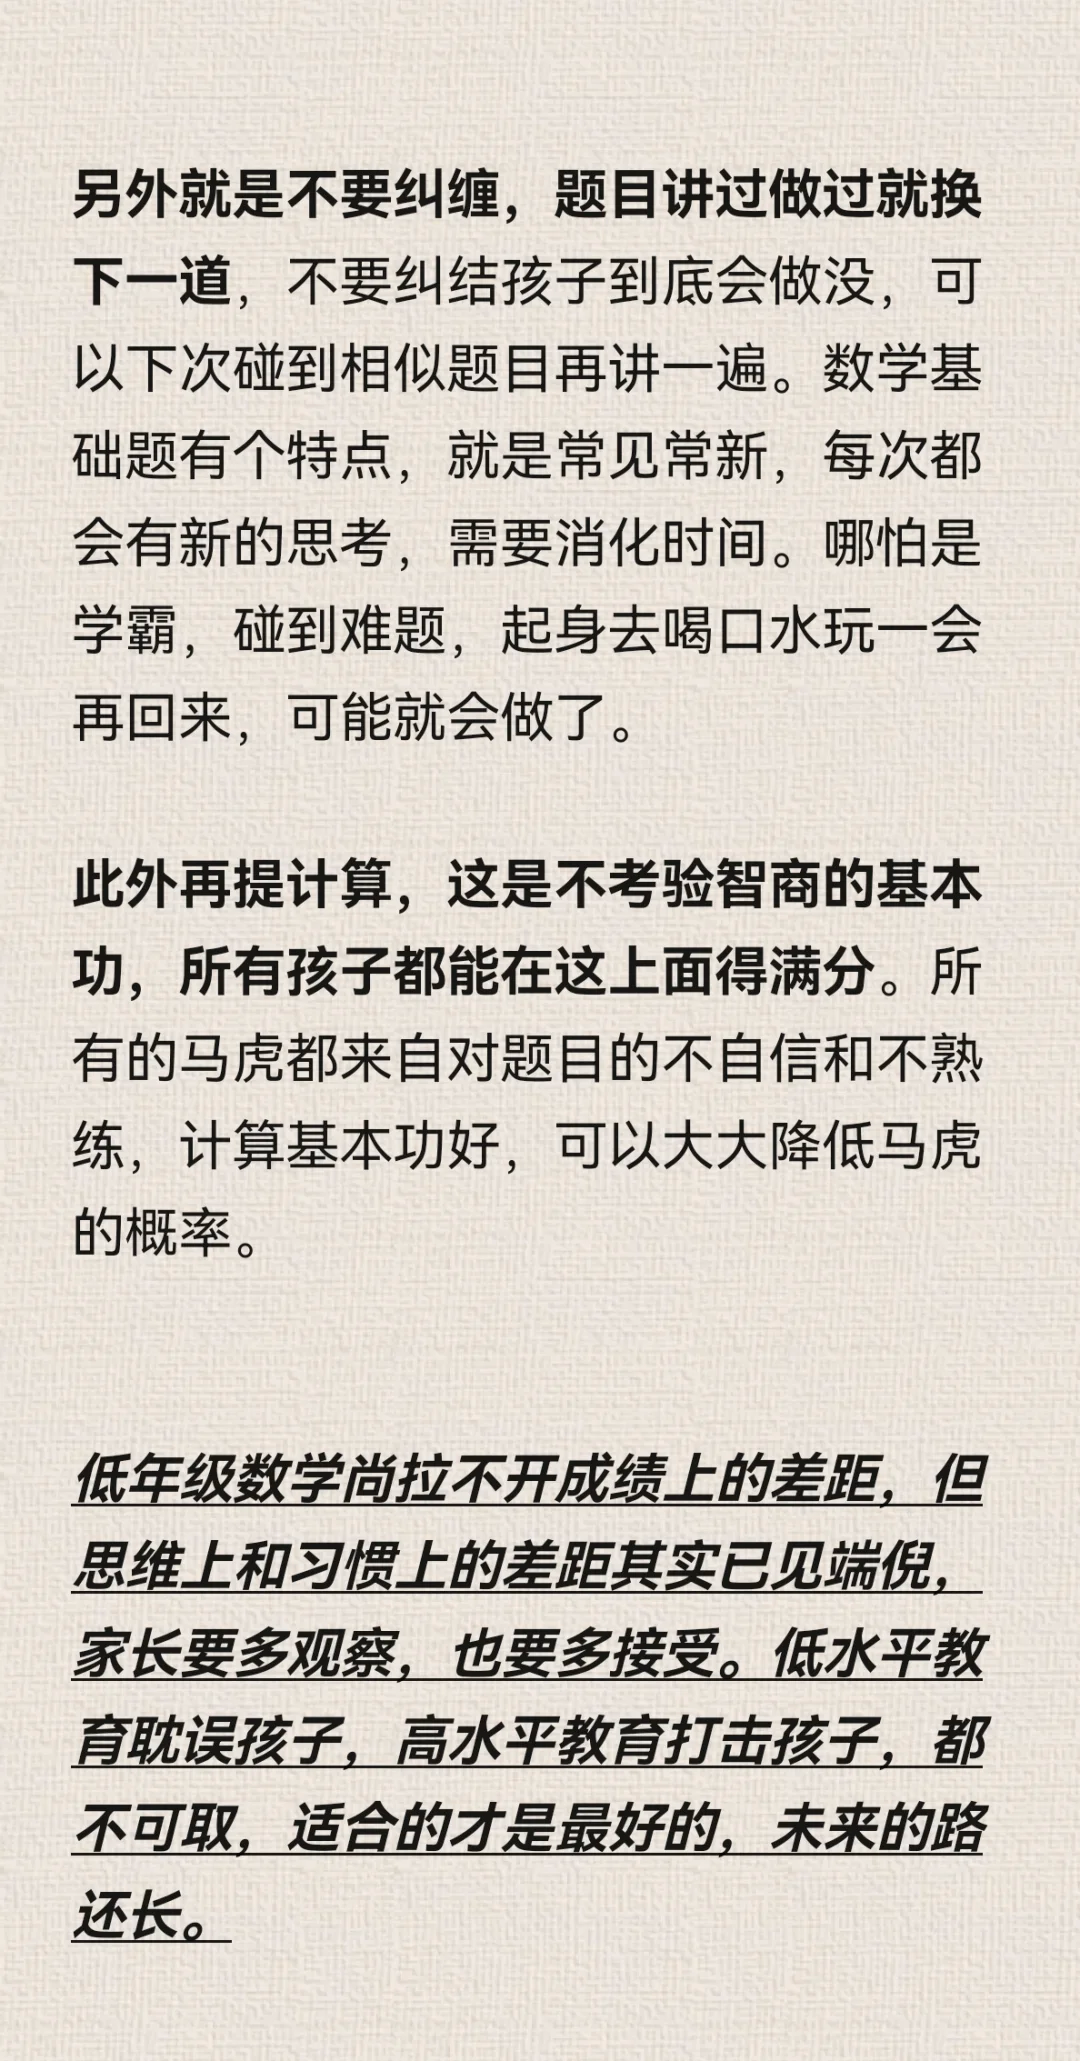 另外就是不要纠缠，题目讲过做过就换
下一道，不要纠结孩子到底会做没，可
以下次碰到相似题目再讲一遍。数学基
础题有个特点，就是常见常新，每次都
会有新的思考，需要消化时间。哪怕是
学霸，碰到难题，起身去喝口水玩一会
再回来，可能就会做了。
此外再提计算，这是不考验智商的基本
功，所有孩子都能在这上面得满分。所
有的马虎都来自对题目的不自信和不熟
练，计算基本功好，可以大大降低马虎
的概率。
低年级数学尚拉不开成绩上的差距，但
思维上和习惯上的差距其实已见端倪，
家长要多观察，也要多接受。低水平教
育耽误孩子，高水平教育打击孩子，都
不可取，适合的才是最好的，未来的路
还长。